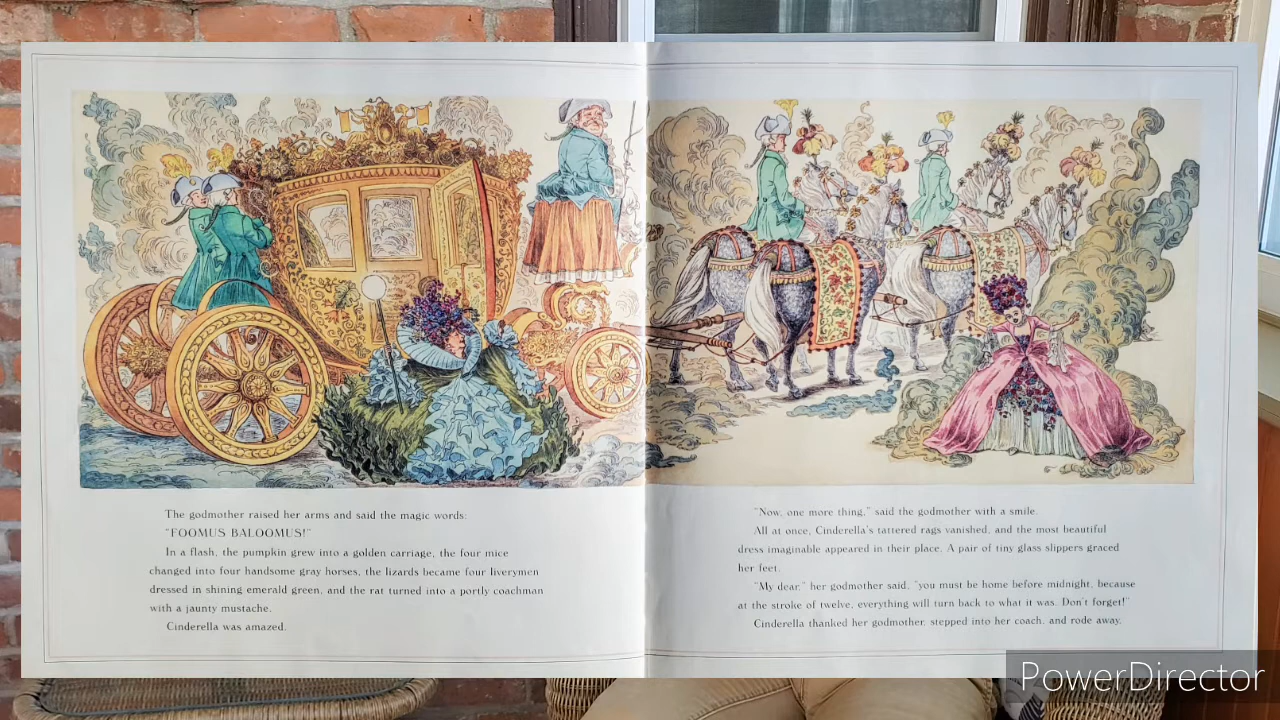 The godmother raised her arms and said the magic words:
"FOOMUS BALOOMUS!"
In a flash, the pumpkin grew into a golden carriage, the four mice
changed into four handsome gray horses, the lizards became four liverymen
dressed in shining emerald green, and the rat turned into a portly coachman
with a jaunty mustache.
Cinderella was amazed.
"Now, one more thing," said the godmother with a smile.
All at once, Cinderella's tattered rags vanished, and the most beautiful
dress imaginable appeared in their place. A pair of tiny glass slippers graced
her feet.
"My dear," her godmother said, "you must be home before midnight, because
at the stroke of twelve, everything will turn back to what it was. Don't forget!"
Cinderella thanked her godmother, stepped into her coach, and rode away.
PowerDirector